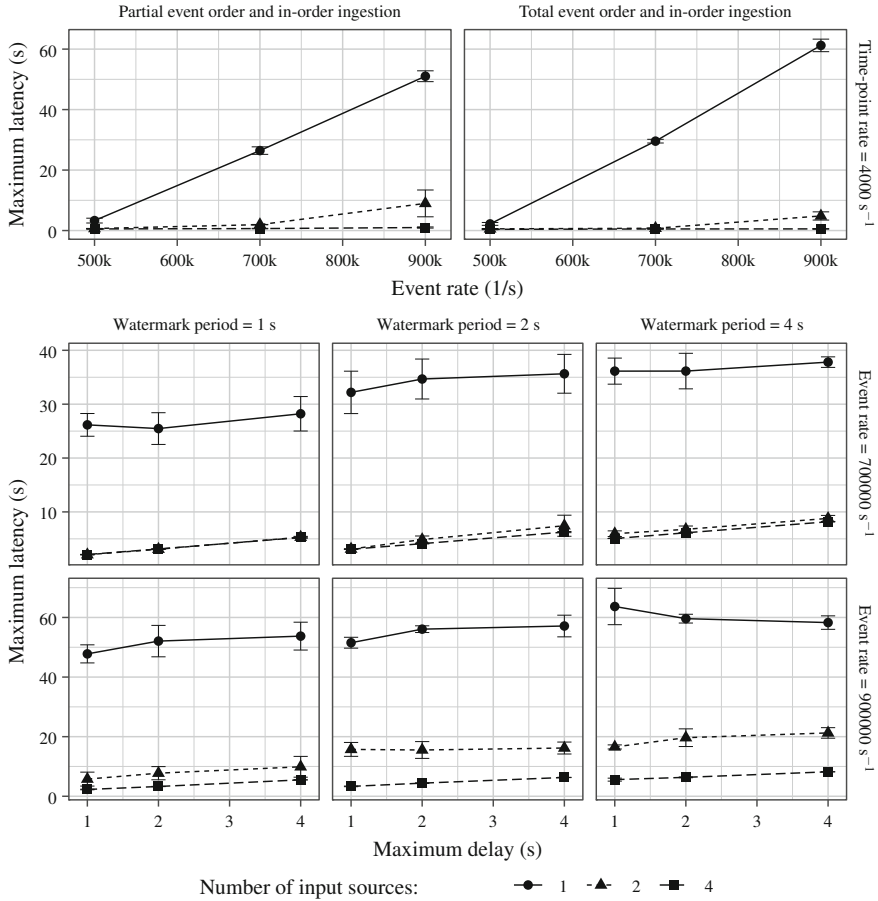 Partial event order and in-order ingestion
Total event order and in-order ingestion
Maximum latency (s)
60
40
20
0
500k 600k 700k 800k 900k
500k 600k 700k 800k 900k
Time-point rate = 4000 s⁻¹
Event rate (1/s)
Watermark period = 1 s
Watermark period = 2 s
Watermark period = 4 s
Maximum latency (s)
40
30
20
10
Event rate = 700000 s⁻¹
60
40
20
0
Event rate = 900000 s⁻¹
1 2 3 4
1 2 3 4
1 2 3 4
Maximum delay (s)
Number of input sources: 1 2 4